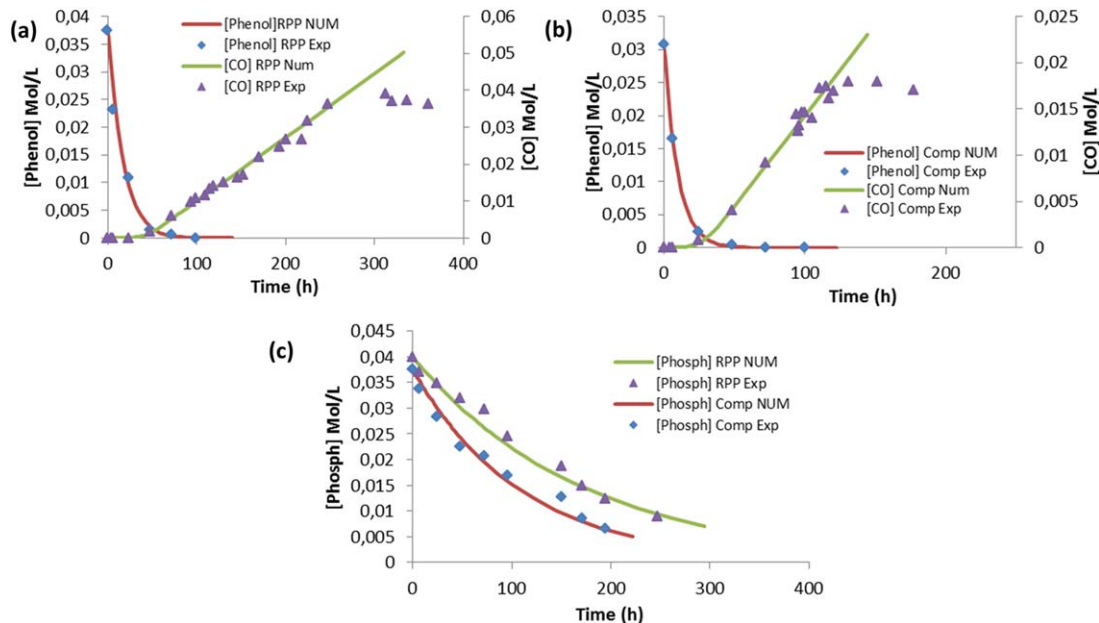 (a)
[Phenol] Mol/L
0,04
0,035
0,03
0,025
0,02
0,015
0,01
0,005
0
[Phenol]RPP NUM
[Phenol] RPP Exp
[CO] RPP Num
[CO] RPP Exp
0,06
0,05
0,04
0,03
0,02
0,01
0
[CO] Mol/L
0 100 200 300 400
Time (h)
(b)
[Phenol] Mol/L
0,035
0,03
0,025
0,02
0,015
0,01
0,005
0
[Phenol] Comp NUM
[Phenol] Comp Exp
[CO] Comp Num
[CO] Comp Exp
0,025
0,02
0,015
0,01
0,005
0
[CO] Mol/L
0 100 200
Time (h)
(c)
[Phosph] Mol/L
0,045
0,04
0,035
0,03
0,025
0,02
0,015
0,01
0,005
0
[Phosph] RPP NUM
[Phosph] RPP Exp
[Phosph] Comp NUM
[Phosph] Comp Exp
0 100 200 300 400
Time (h)